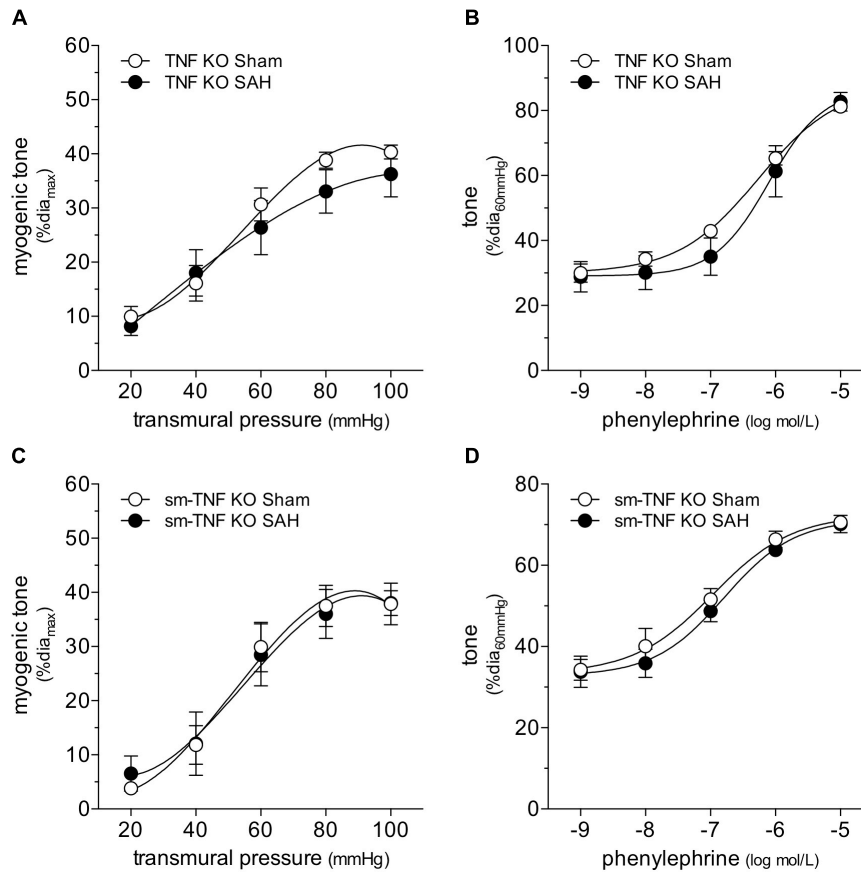 A
TNF KO Sham
TNF KO SAH
60
50
40
30
20
10
0
myogenic tone
(%dia_max)
20 40 60 80 100
transmural pressure (mmHg)
B
TNF KO Sham
TNF KO SAH
100
80
60
40
20
0
tone
(%dia_60mmHg)
-9 -8 -7 -6 -5
phenylephrine (log mol/L)
C
sm-TNF KO Sham
sm-TNF KO SAH
60
50
40
30
20
10
0
myogenic tone
(%dia_max)
20 40 60 80 100
transmural pressure (mmHg)
D
sm-TNF KO Sham
sm-TNF KO SAH
80
60
40
20
0
tone
(%dia_60mmHg)
-9 -8 -7 -6 -5
phenylephrine (log mol/L)